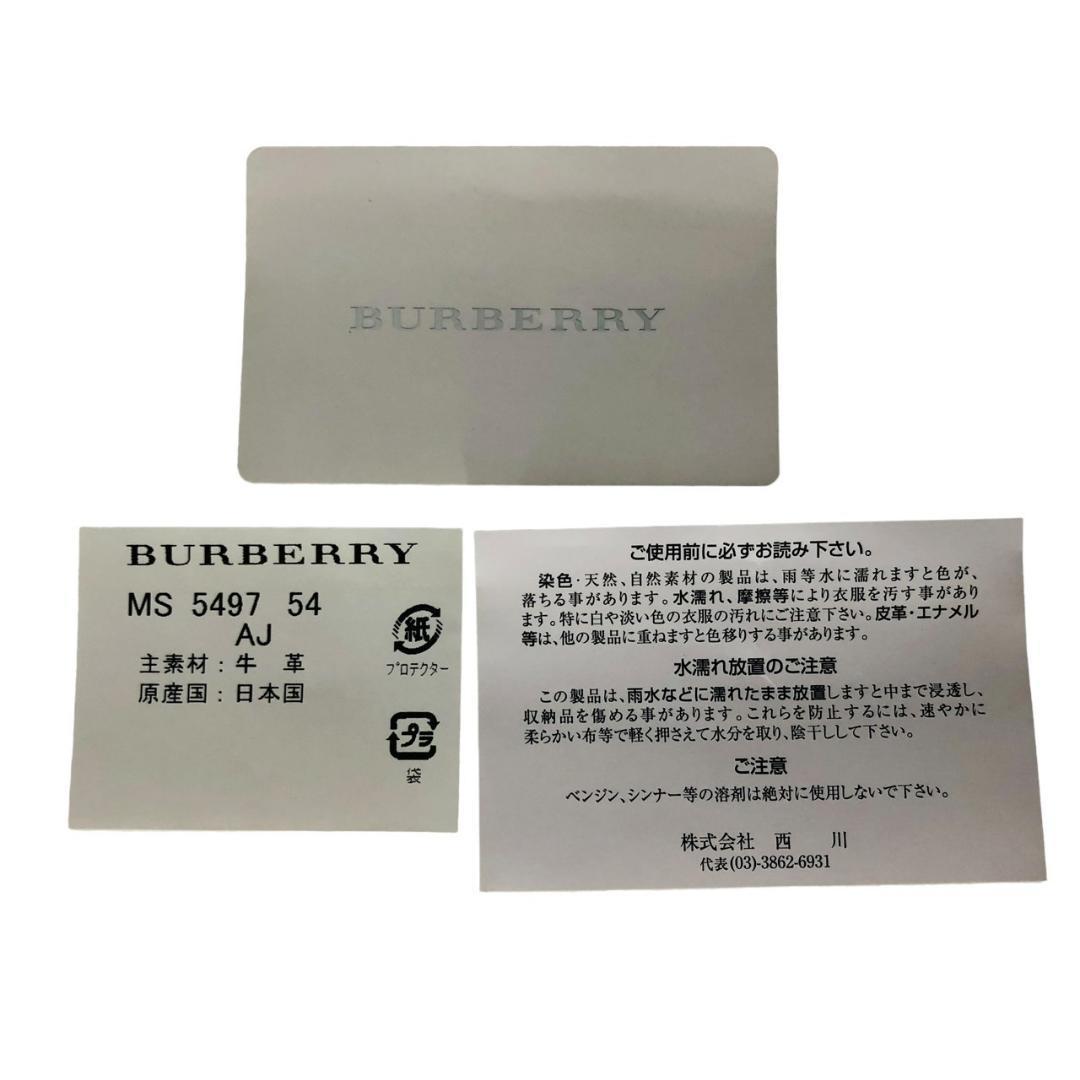 BURBERRY
BURBERRY
MS 5497 54
AJ
主素材：牛 革
原産国：日本国
紙
プロテクター
プラ
袋
ご使用前に必ずお読み下さい。
染色・天然、自然素材の製品は、雨等水に濡れますと色が、
落ちる事があります。水濡れ、摩擦等により衣服を汚す事があり
ます。特に白や淡い色の衣服の汚れにご注意下さい。皮革・エナメル
等は、他の製品に重ねますと色移りする事があります。
水濡れ放置のご注意
この製品は、雨水などに濡れたまま放置しますと中まで浸透し、
収納品を傷める事があります。これらを防止するには、速やかに
柔らかい布等で軽く押さえて水分を取り、陰干しして下さい。
ご注意
ベンジン、シンナー等の溶剤は絶対に使用しないで下さい。
株式会社 西 川
代表(03)-3862-6931